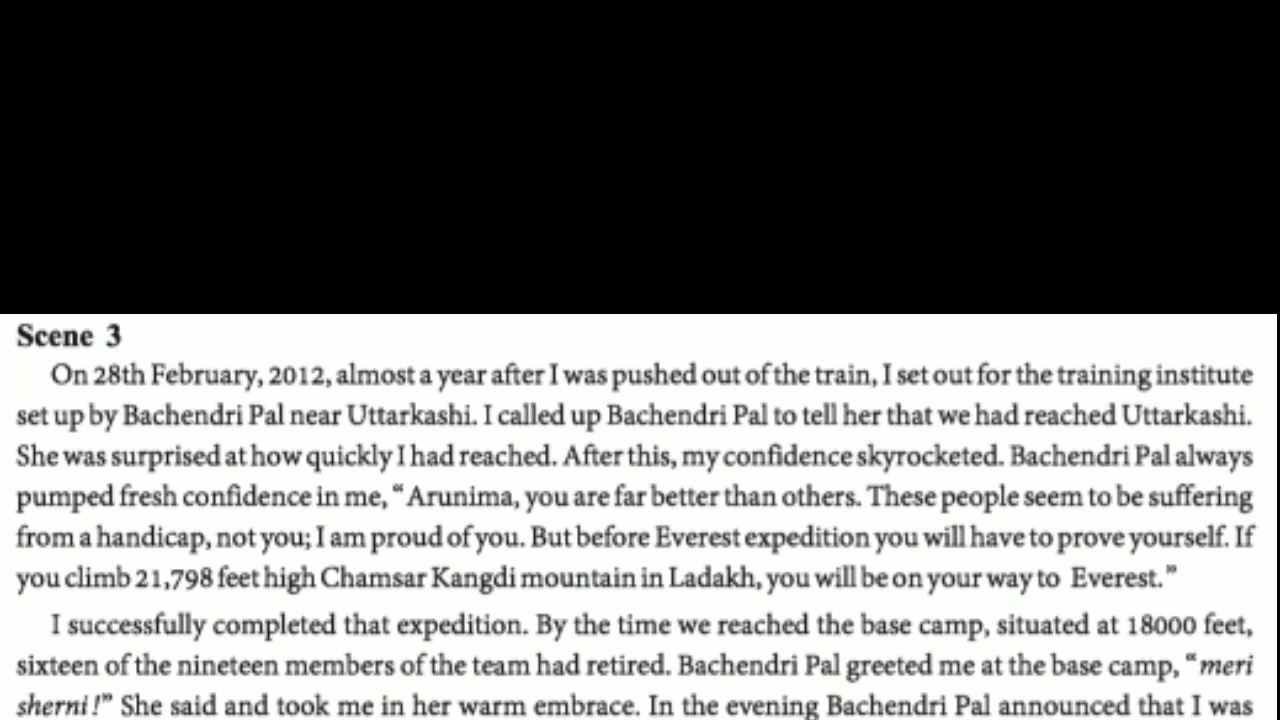 Scene 3
On 28th February, 2012, almost a year after I was pushed out of the train, I set out for the training institute
set up by Bachendri Pal near Uttarkashi. I called up Bachendri Pal to tell her that we had reached Uttarkashi.
She was surprised at how quickly I had reached. After this, my confidence skyrocketed. Bachendri Pal always
pumped fresh confidence in me, “Arunima, you are far better than others. These people seem to be suffering
from a handicap, not you; I am proud of you. But before Everest expedition you will have to prove yourself. If
you climb 21,798 feet high Chamsar Kangdi mountain in Ladakh, you will be on your way to Everest.”
I successfully completed that expedition. By the time we reached the base camp, situated at 18000 feet,
sixteen of the nineteen members of the team had retired. Bachendri Pal greeted me at the base camp, “meri
sherni!” She said and took me in her warm embrace. In the evening Bachendri Pal announced that I was